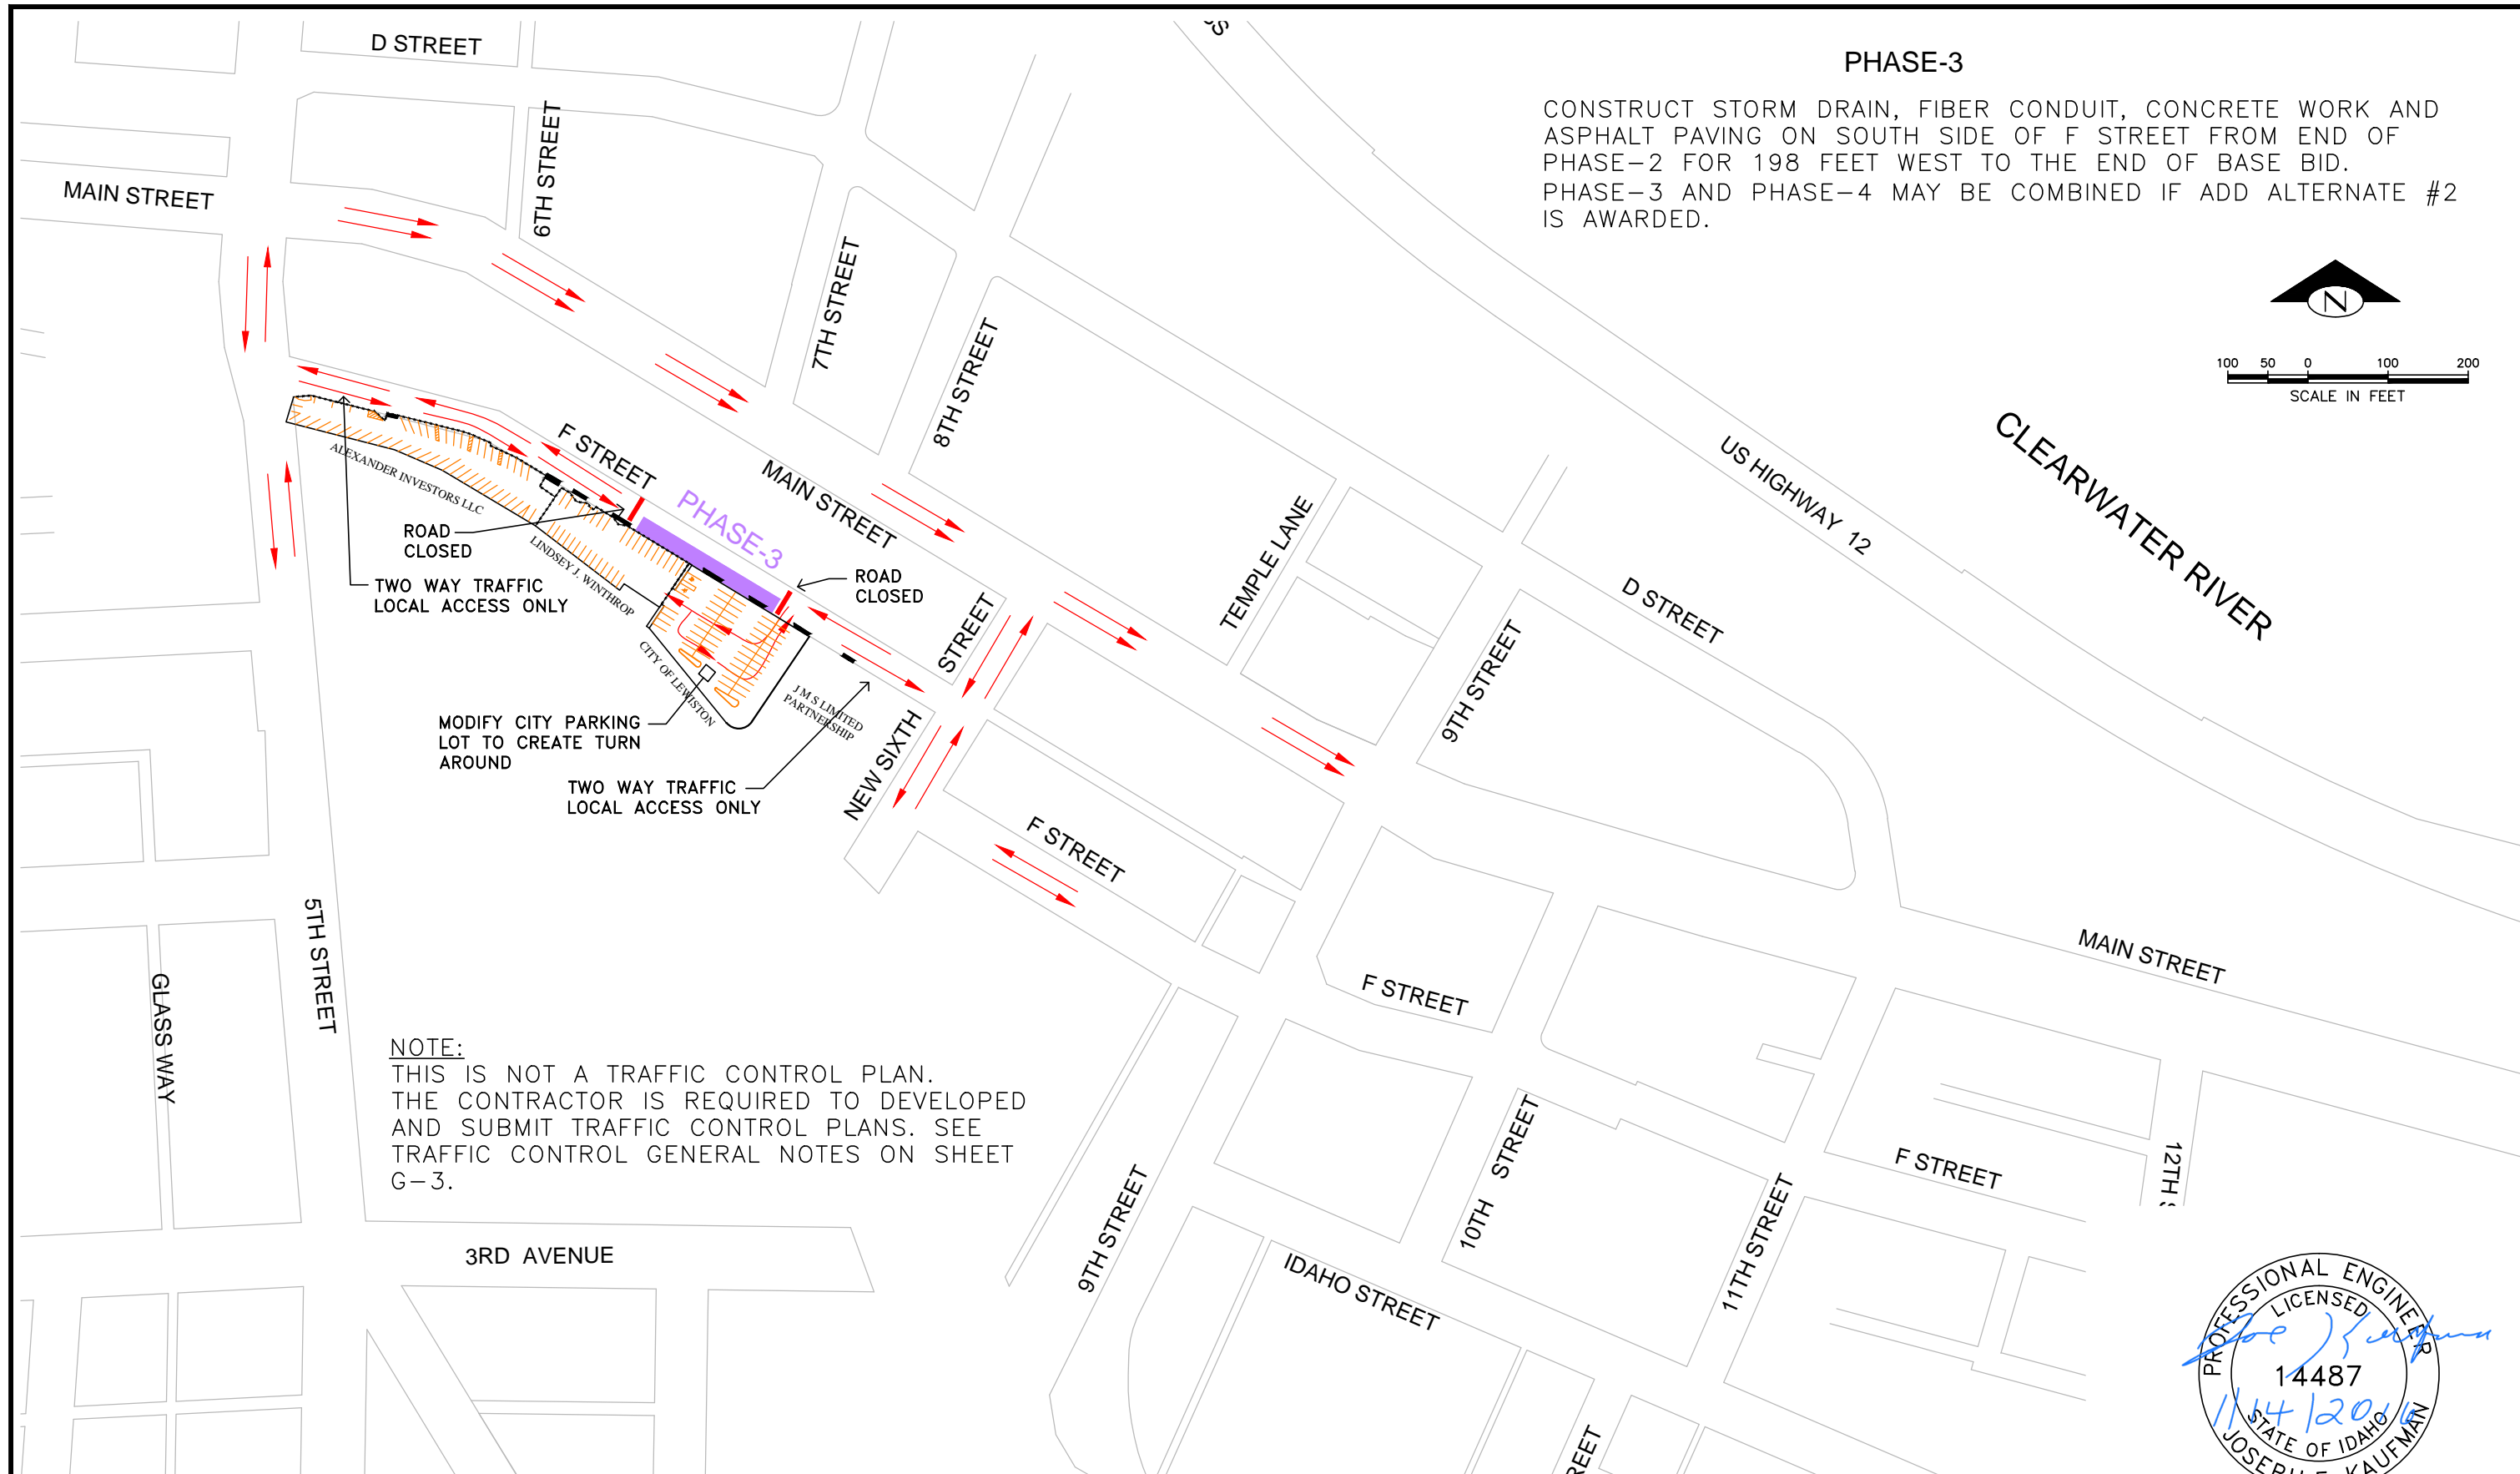 D STREET
PHASE-3
CONSTRUCT STORM DRAIN, FIBER CONDUIT, CONCRETE WORK AND
ASPHALT PAVING ON SOUTH SIDE OF F STREET FROM END OF
PHASE-2 FOR 198 FEET WEST TO THE END OF BASE BID.
PHASE-3 AND PHASE-4 MAY BE COMBINED IF ADD ALTERNATE #2
IS AWARDED.
6TH STREET
MAIN STREET
7TH STREET
8TH STREET
N
100 50 0 100 200
SCALE IN FEET
CLEARWATER RIVER
US HIGHWAY 12
F STREET
MAIN STREET
PHASE-3
ALEXANDER INVESTORS LLC
ROAD
CLOSED
LINDSEY J. WINTHROP
TWO WAY TRAFFIC
LOCAL ACCESS ONLY
ROAD
CLOSED
TEMPLE LANE
D STREET
9TH STREET
CITY OF LEWISTON
J M S LIMITED
PARTNERSHIP
MODIFY CITY PARKING
LOT TO CREATE TURN
AROUND
TWO WAY TRAFFIC
LOCAL ACCESS ONLY
NEW SIXTH
STREET
F STREET
5TH STREET
GLASS WAY
MAIN STREET
F STREET
NOTE:
THIS IS NOT A TRAFFIC CONTROL PLAN.
THE CONTRACTOR IS REQUIRED TO DEVELOPED
AND SUBMIT TRAFFIC CONTROL PLANS. SEE
TRAFFIC CONTROL GENERAL NOTES ON SHEET
G-3.
10TH STREET
F STREET
12TH
9TH STREET
11TH STREET
3RD AVENUE
IDAHO STREET
PROFESSIONAL ENGINEER
LICENSED
14487
1/14/2016
STATE OF IDAHO
JOSEPH E. KAUFMAN